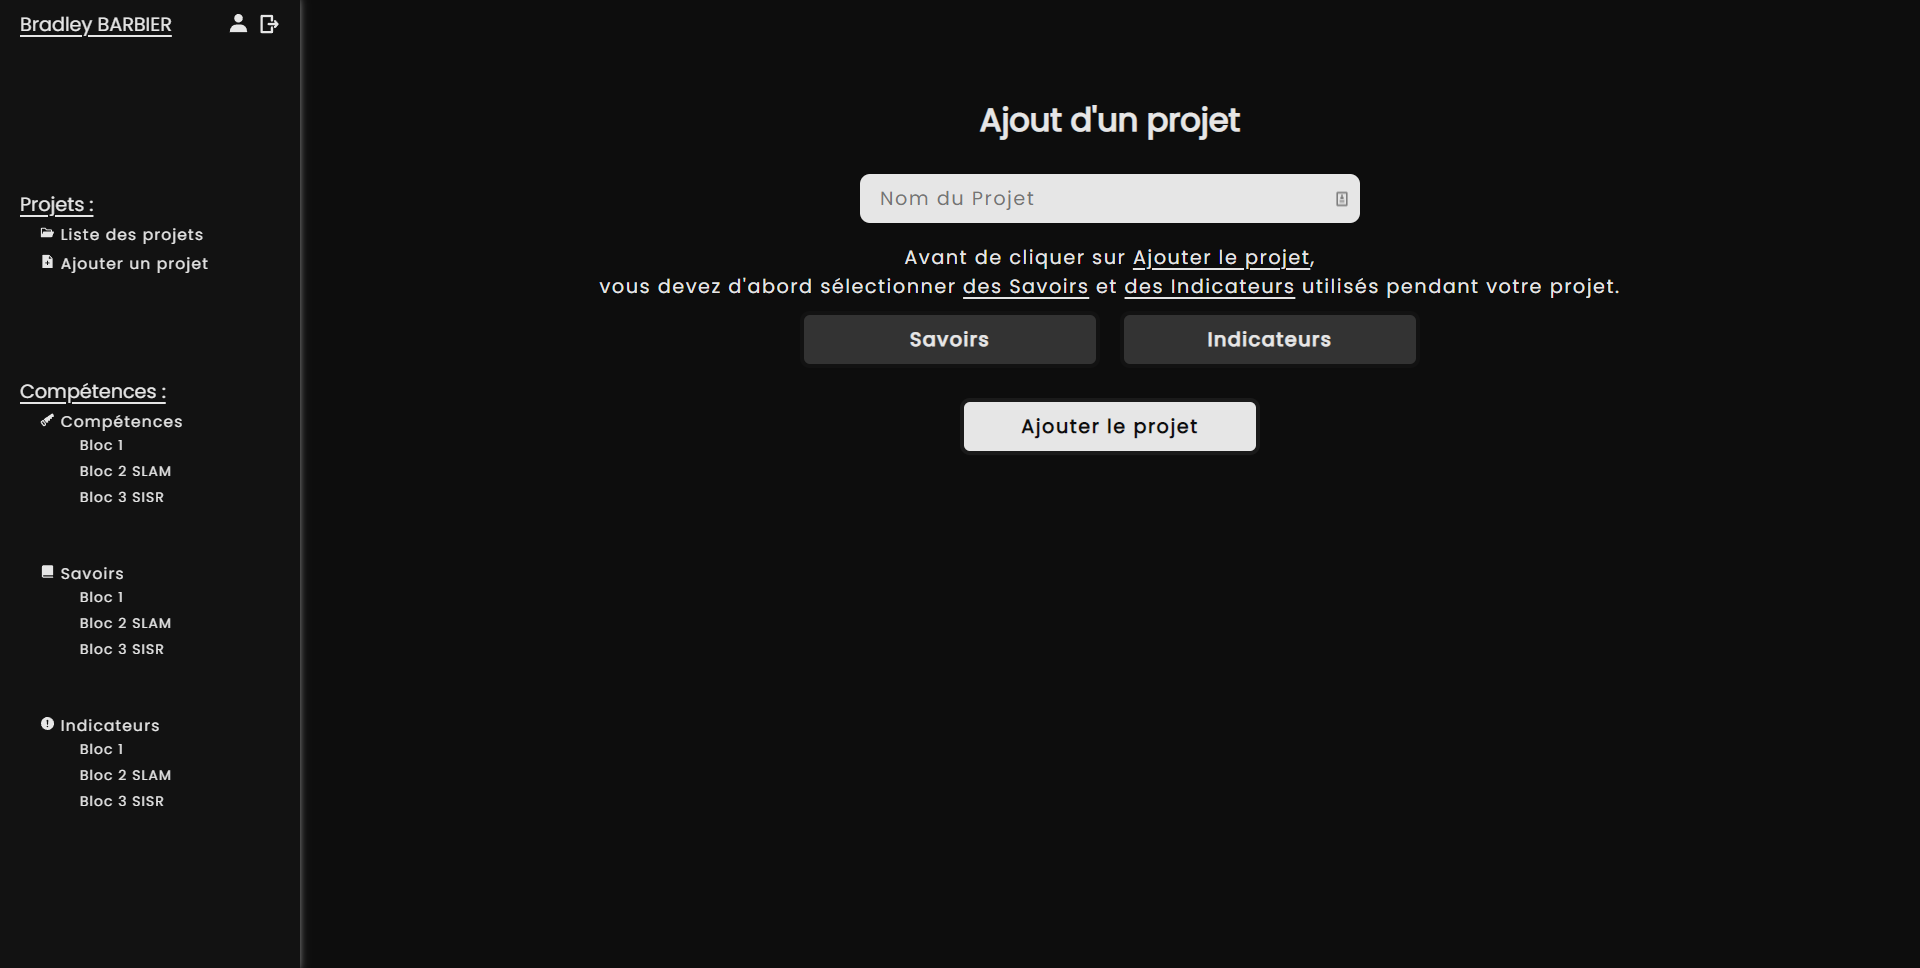 Bradley BARBIER
Projets :
Liste des projets
Ajouter un projet
Compétences :
Compétences
Bloc 1
Bloc 2 SLAM
Bloc 3 SISR
Savoirs
Bloc 1
Bloc 2 SLAM
Bloc 3 SISR
Indicateurs
Bloc 1
Bloc 2 SLAM
Bloc 3 SISR
Ajout d'un projet
Nom du Projet
Avant de cliquer sur Ajouter le projet,
vous devez d'abord sélectionner des Savoirs et des Indicateurs utilisés pendant votre projet.
Savoirs
Indicateurs
Ajouter le projet